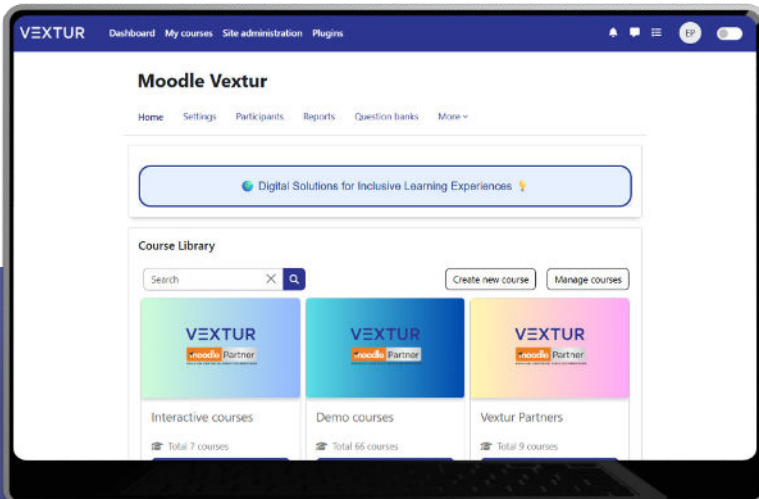 VEXTUR Dashboard My courses Site administration Plugins EP
Moodle Vextur
Home Settings Participants Reports Question banks More
Digital Solutions for Inclusive Learning Experiences
Course Library
Search Create new course Manage courses
VEXTUR VEXTUR VEXTUR
moodle Partner moodle Partner moodle Partner
Interactive courses Demo courses Vextur Partners
Total 7 courses Total 66 courses Total 9 courses